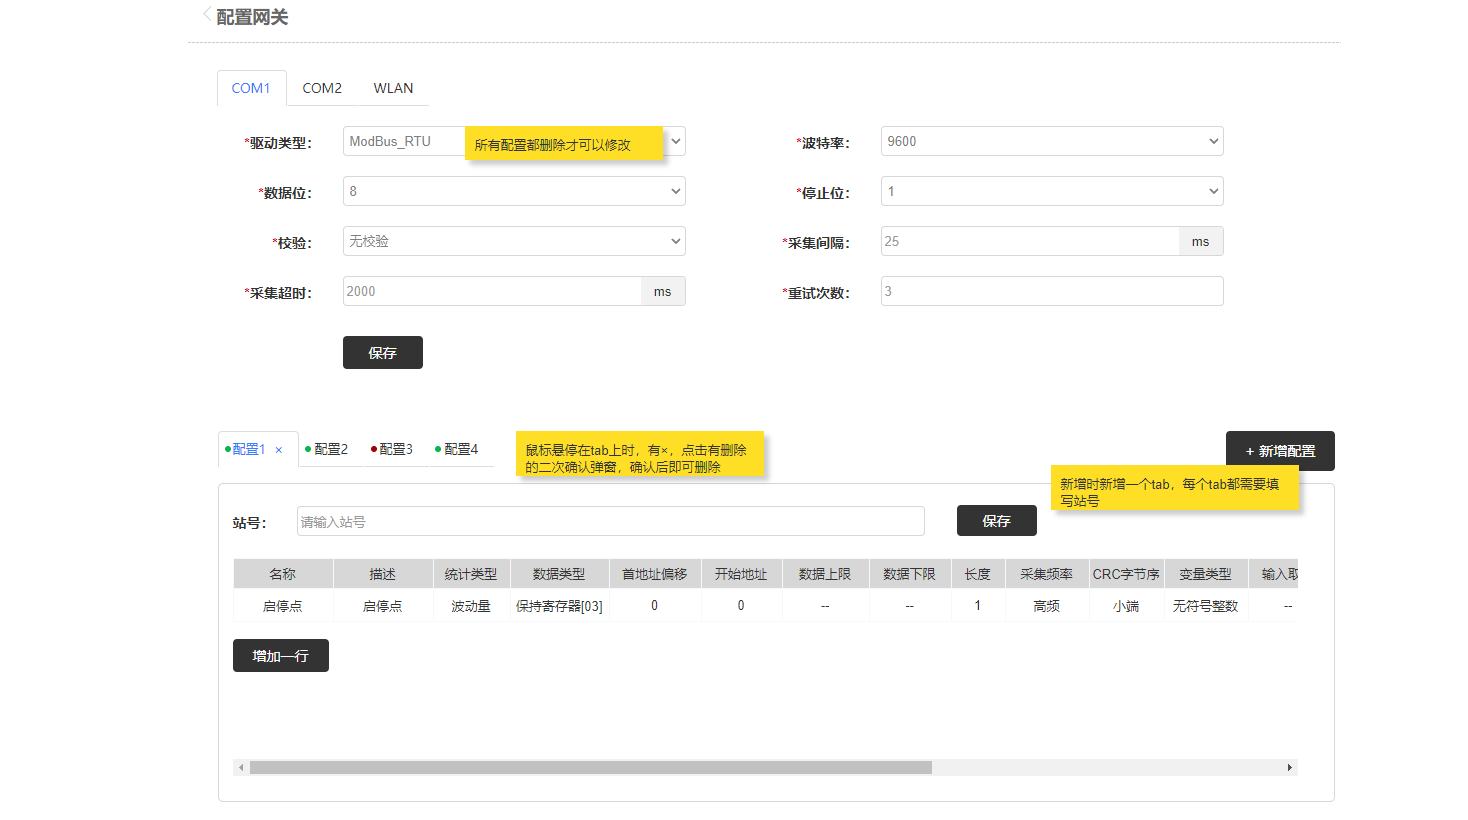 配置网关
COM1 COM2 WLAN
*驱动类型： ModBus_RTU 所有配置都删除才可以修改 *波特率： 9600
*数据位： 8 *停止位： 1
*校验： 无校验 *采集间隔： 25 ms
*采集超时： 2000 ms *重试次数： 3
保存
配置1 × 配置2 配置3 配置4
鼠标悬停在tab上时，有×，点击有删除
的二次确认弹窗，确认后即可删除
+ 新增配置
新增时新增一个tab，每个tab都需要填
写站号
站号： 请输入站号 保存
名称 描述 统计类型 数据类型 首地址偏移 开始地址 数据上限 数据下限 长度 采集频率 CRC字节序 变量类型 输入取
启停点 启停点 波动量 保持寄存器[03] 0 0 -- -- 1 高频 小端 无符号整数 --
增加一行